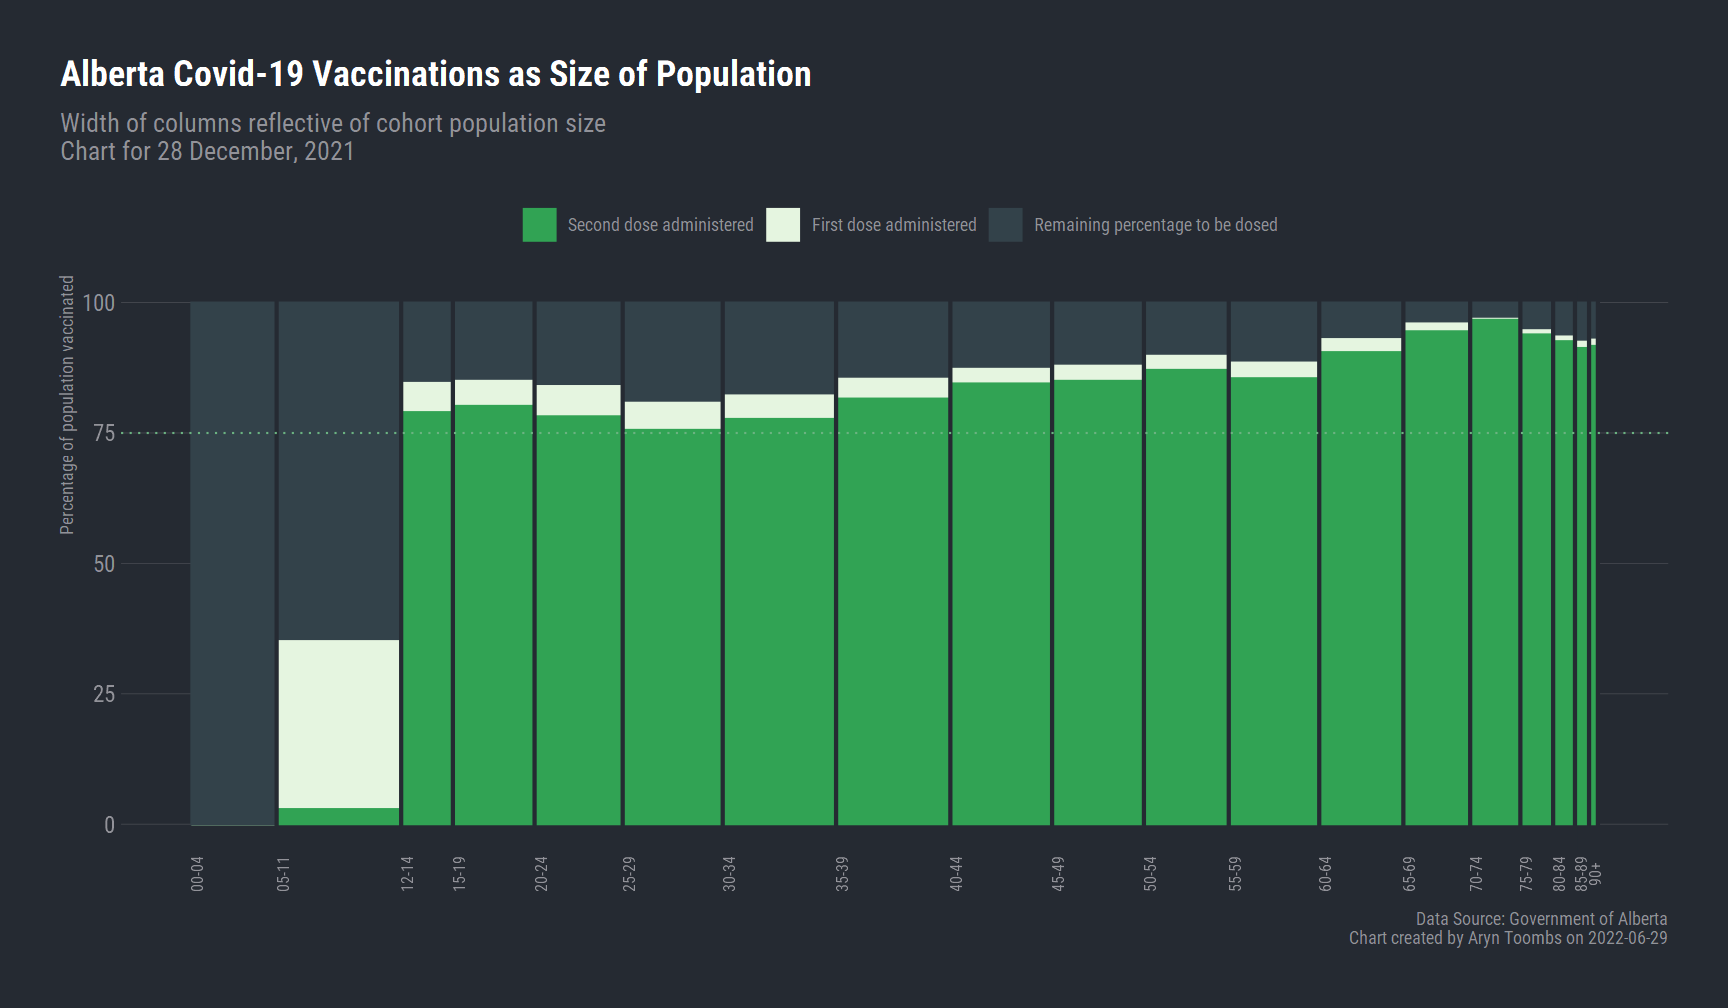 Alberta Covid-19 Vaccinations as Size of Population
Width of columns reflective of cohort population size
Chart for 28 December, 2021
Second dose administered
First dose administered
Remaining percentage to be dosed
Percentage of population vaccinated
100
75
50
25
0
00-04
05-11
12-14
15-19
20-24
25-29
30-34
35-39
40-44
45-49
50-54
55-59
60-64
65-69
70-74
75-79
80-84
85-89
90+
Data Source: Government of Alberta
Chart created by Aryn Toombs on 2022-06-29